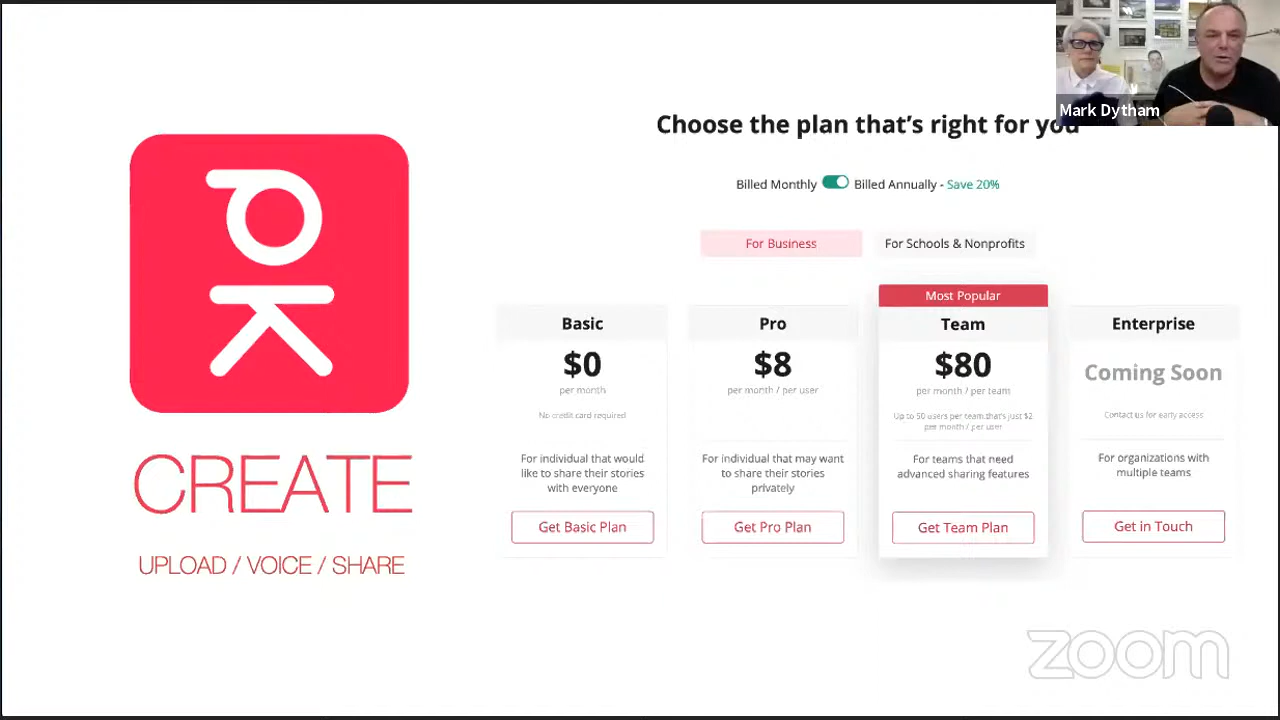 Mark Dytham
Choose the plan that's right for you
Billed Monthly
Billed Annually - Save 20%
For Business
For Schools & Nonprofits
pk
CREATE
UPLOAD / VOICE / SHARE
Basic
$0
per month
No credit card required
For individual that would
like to share their stories
with everyone
Get Basic Plan
Pro
$8
per month / per user
For individual that may want
to share their stories
privately
Get Pro Plan
Most Popular
Team
$80
per month / per team
Up to 50 users per team.that's just $2
per month / per user
For teams that need
advanced sharing features
Get Team Plan
Enterprise
Coming Soon
Contact us for early access
For organizations with
multiple teams
Get in Touch
zoom